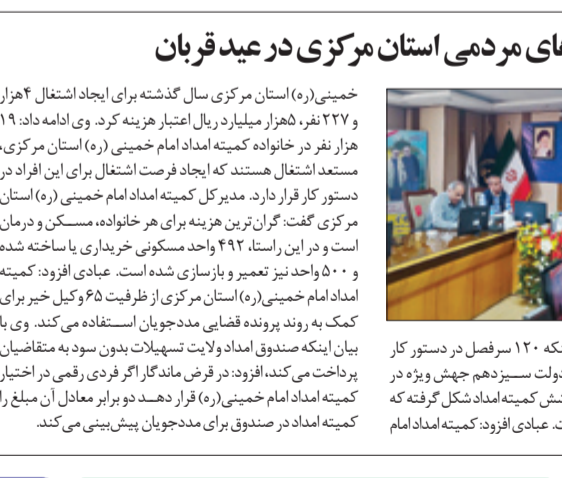 های مردمی استان مرکزی در عید قربان
اینکه ۱۲۰ سرفصل در دستور کار
دولت سیزدهم جهش ویژه در
کمیته امداد شکل گرفته که
عبادی افزود: کمیته امداد امام
خمینی(ره) استان مرکزی سال گذشته برای ایجاد اشتغال ۴هزار
و ۲۲۷ نفر، ۵هزار میلیارد ریال اعتبار هزینه کرد. وی ادامه داد: ۱۹
هزار نفر در خانواده کمیته امداد امام خمینی (ره) استان مرکزی،
مستعد اشتغال هستند که ایجاد فرصت اشتغال برای این افراد در
دستور کار قرار دارد. مدیرکل کمیته امداد امام خمینی (ره) استان
مرکزی گفت: گران‌ترین هزینه برای هر خانواده، مسکن و درمان
است و در این راستا، ۴۹۲ واحد مسکونی خریداری یا ساخته شده
و ۵۰۰ واحد نیز تعمیر و بازسازی شده است. عبادی افزود: کمیته
امداد امام خمینی(ره) استان مرکزی از ظرفیت ۶۵ وکیل خیر برای
کمک به روند پرونده قضایی مددجویان استفاده می‌کند. وی با
بیان اینکه صندوق امداد ولایت تسهیلات بدون سود به متقاضیان
پرداخت می‌کند، افزود: در قرض ماندگار اگر فردی رقمی در اختیار
کمیته امداد امام خمینی(ره) قرار دهد دو برابر معادل آن مبلغ را
کمیته امداد در صندوق برای مددجویان پیش‌بینی می‌کند.